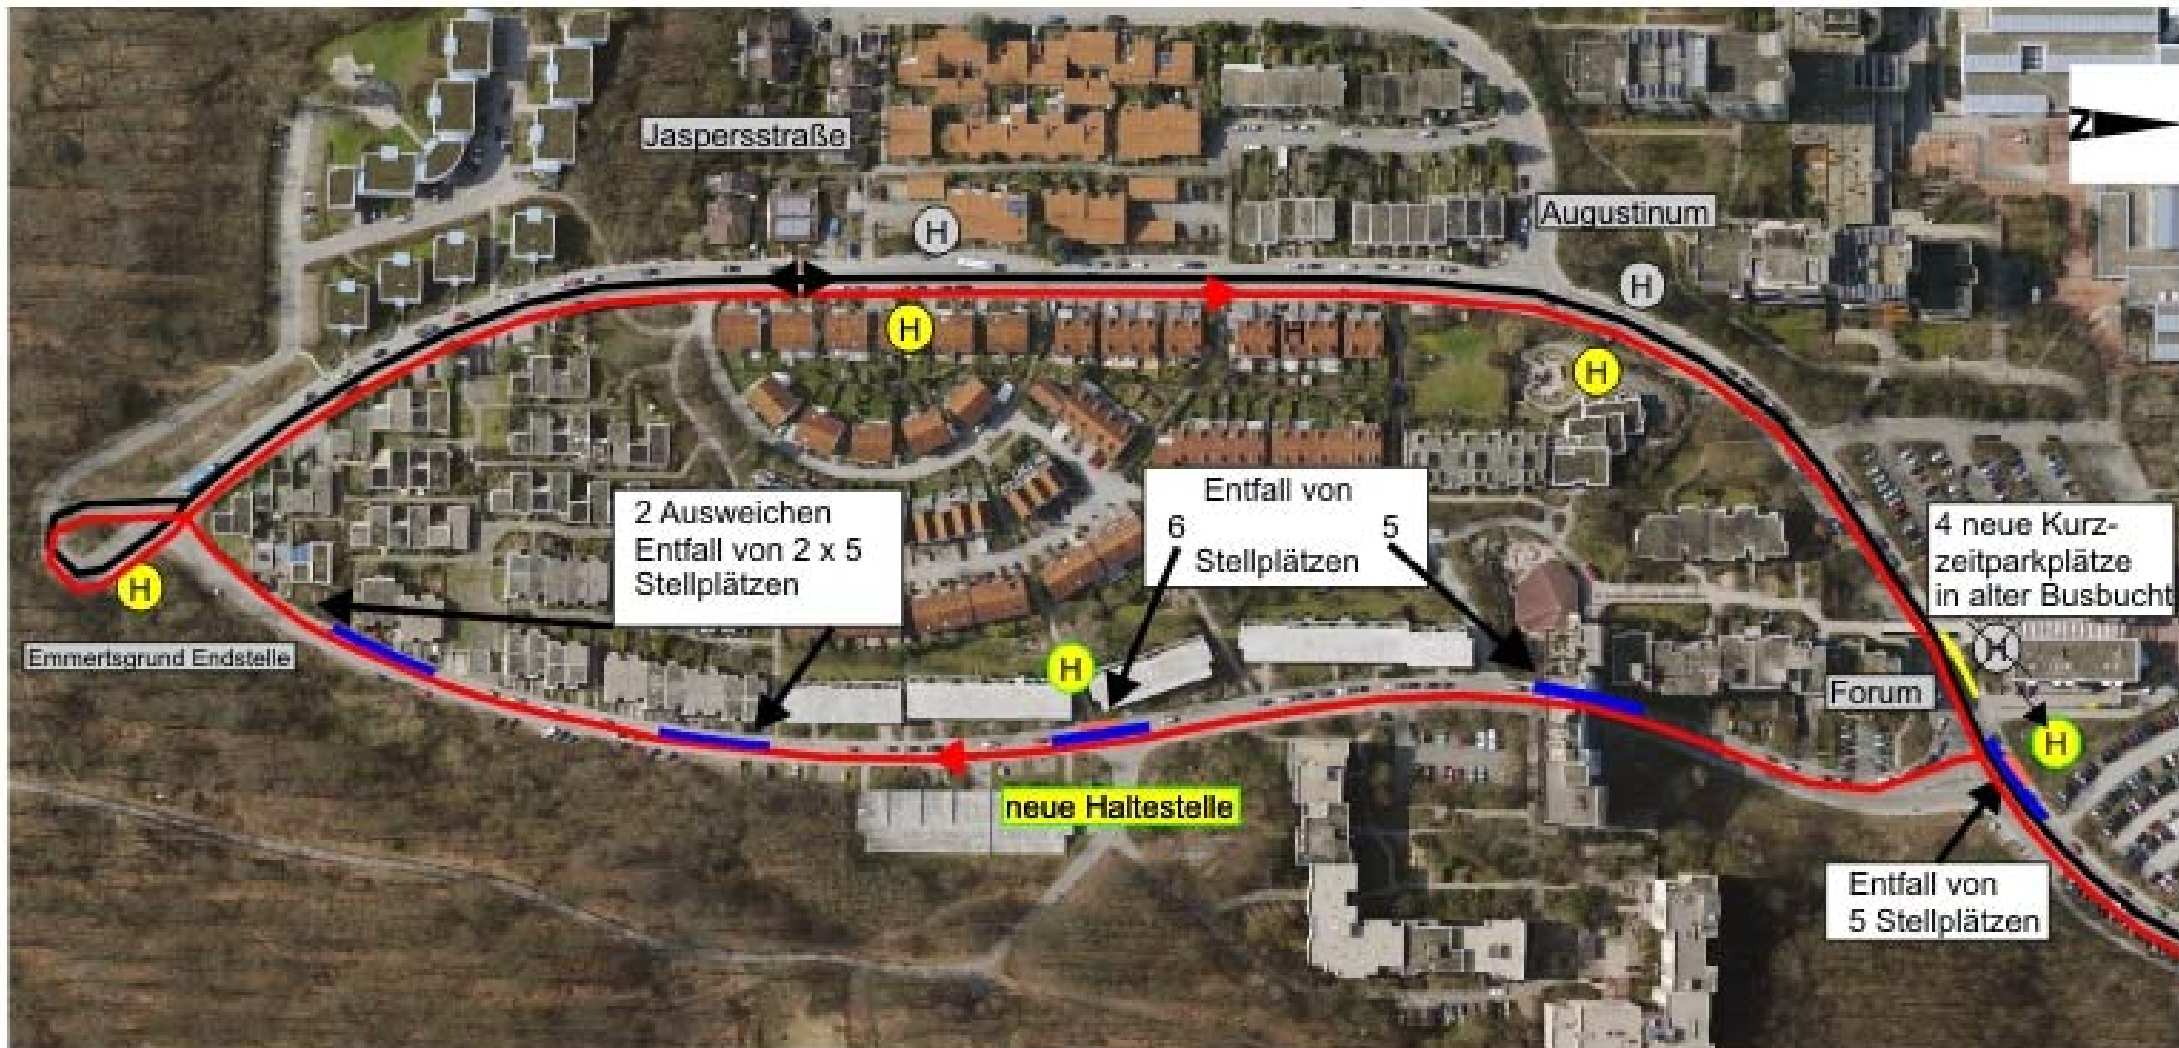 Z
Jaspersstraße
Augustinum
H
H
H
H
H
2 Ausweichen
Entfall von 2 x 5
Stellplätzen
Entfall von
6 5
Stellplätzen
4 neue Kurz-
zeitparkplätze
in alter Busbucht
H
H
Emmertsgrund Endstelle
H
Forum
H
neue Haltestelle
Entfall von
5 Stellplätzen